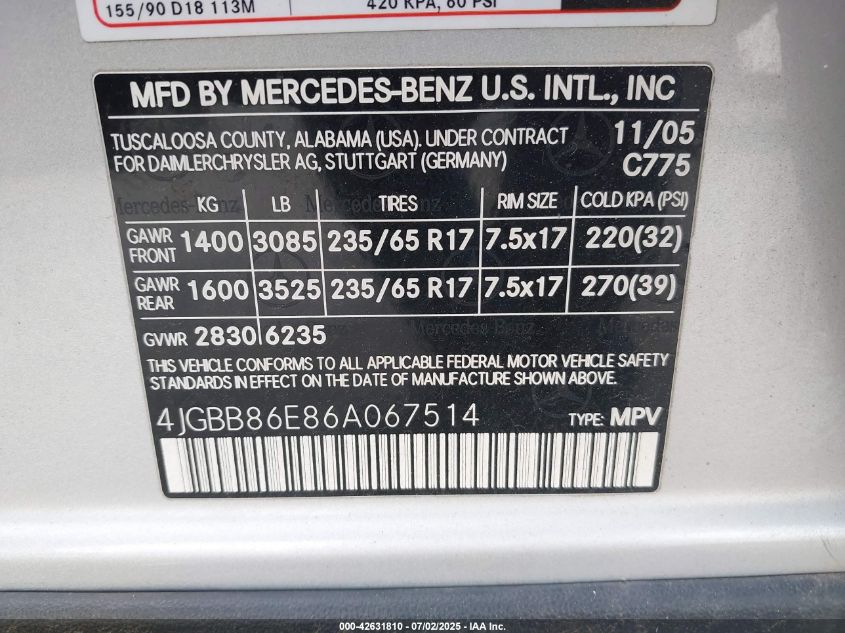 155/90 D18 113M 420 KPA, 60 PSI
MFD BY MERCEDES-BENZ U.S. INTL., INC
TUSCALOOSA COUNTY, ALABAMA (USA). UNDER CONTRACT 11/05
FOR DAIMLERCHRYSLER AG, STUTTGART (GERMANY) C775
KG LB TIRES RIM SIZE COLD KPA (PSI)
GAWR FRONT 1400 3085 235/65 R17 7.5x17 220(32)
GAWR REAR 1600 3525 235/65 R17 7.5x17 270(39)
GVWR 2830 6235
THIS VEHICLE CONFORMS TO ALL APPLICABLE FEDERAL MOTOR VEHICLE SAFETY
STANDARDS IN EFFECT ON THE DATE OF MANUFACTURE SHOWN ABOVE.
4JGBB86E86A067514 TYPE: MPV
000-42631810 / 07/02/2025 - IAA Inc.